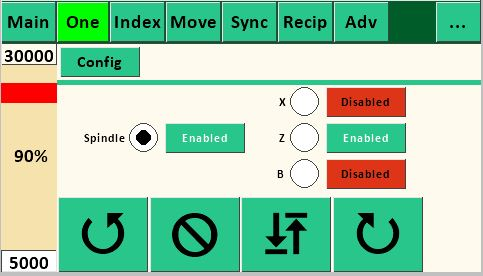 Main One Index Move Sync Recip Adv ...
30000
Config
X Disabled
Spindle Enabled Z Enabled
90%
B Disabled
5000